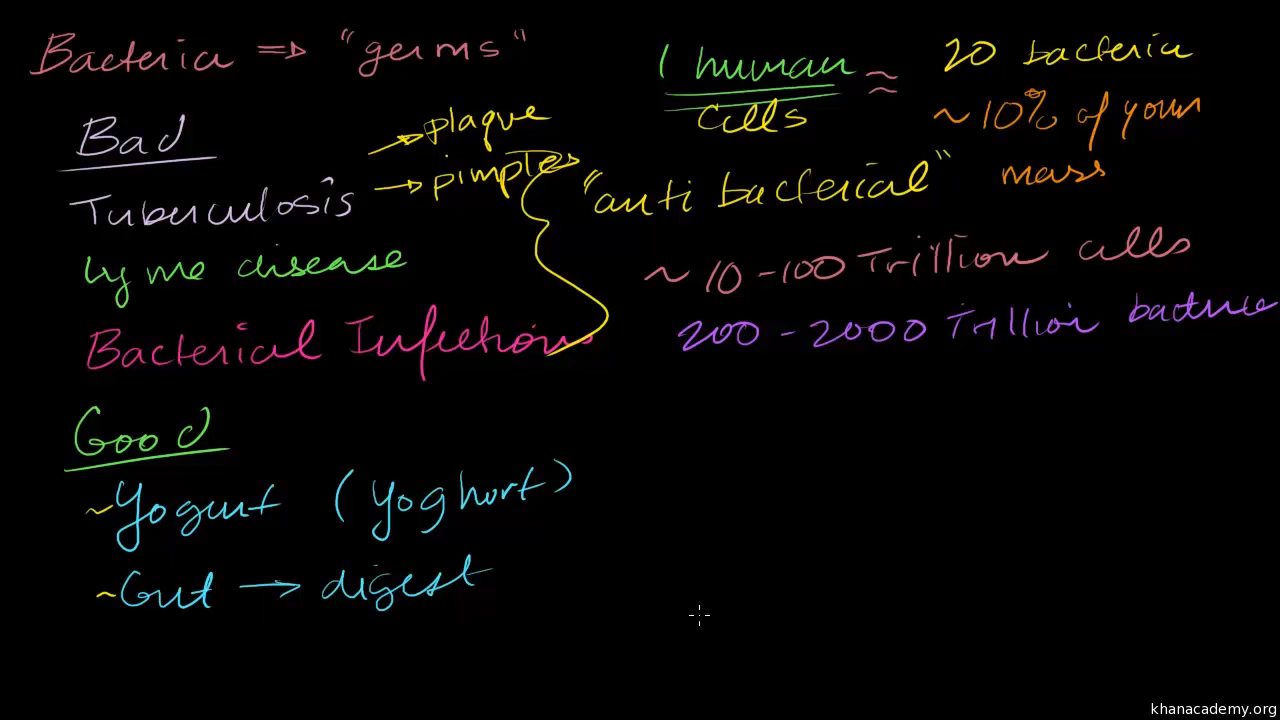 Bacteria ⇒ "germs"
Bad
Tuberculosis
→ plaque
→ pimples
Lyme disease
Bacterial Infections
Good
~Yogurt (Yoghurt)
~Gut → digest
1 human ≈ 20 bacteria
cells
~10% of your
mass
"anti bacterial"
~ 10-100 Trillion cells
200-2000 Trillion bacteria
khanacademy.org